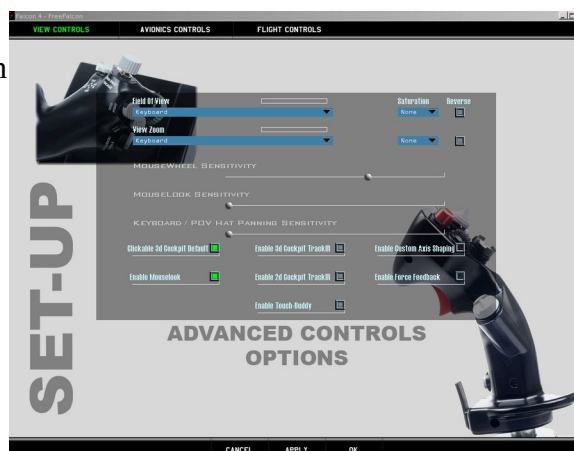 Falcon 4 - FreeFalcon
VIEW CONTROLS AVIONICS CONTROLS FLIGHT CONTROLS
n
Field Of View Saturation Reverse
Keyboard None
View Zoom
Keyboard None
MOUSEWHEEL SENSITIVITY
MOUSELOOK SENSITIVITY
KEYBOARD / POV HAT PANNING SENSITIVITY
Clickable 3d Cockpit Default Enable 3d Cockpit TrackIR Enable Custom Axis Shaping
Enable Mouselook Enable 2d Cockpit TrackIR Enable Force Feedback
Enable Touch-Buddy
SET-UP
ADVANCED CONTROLS
OPTIONS
CANCEL APPLY OK